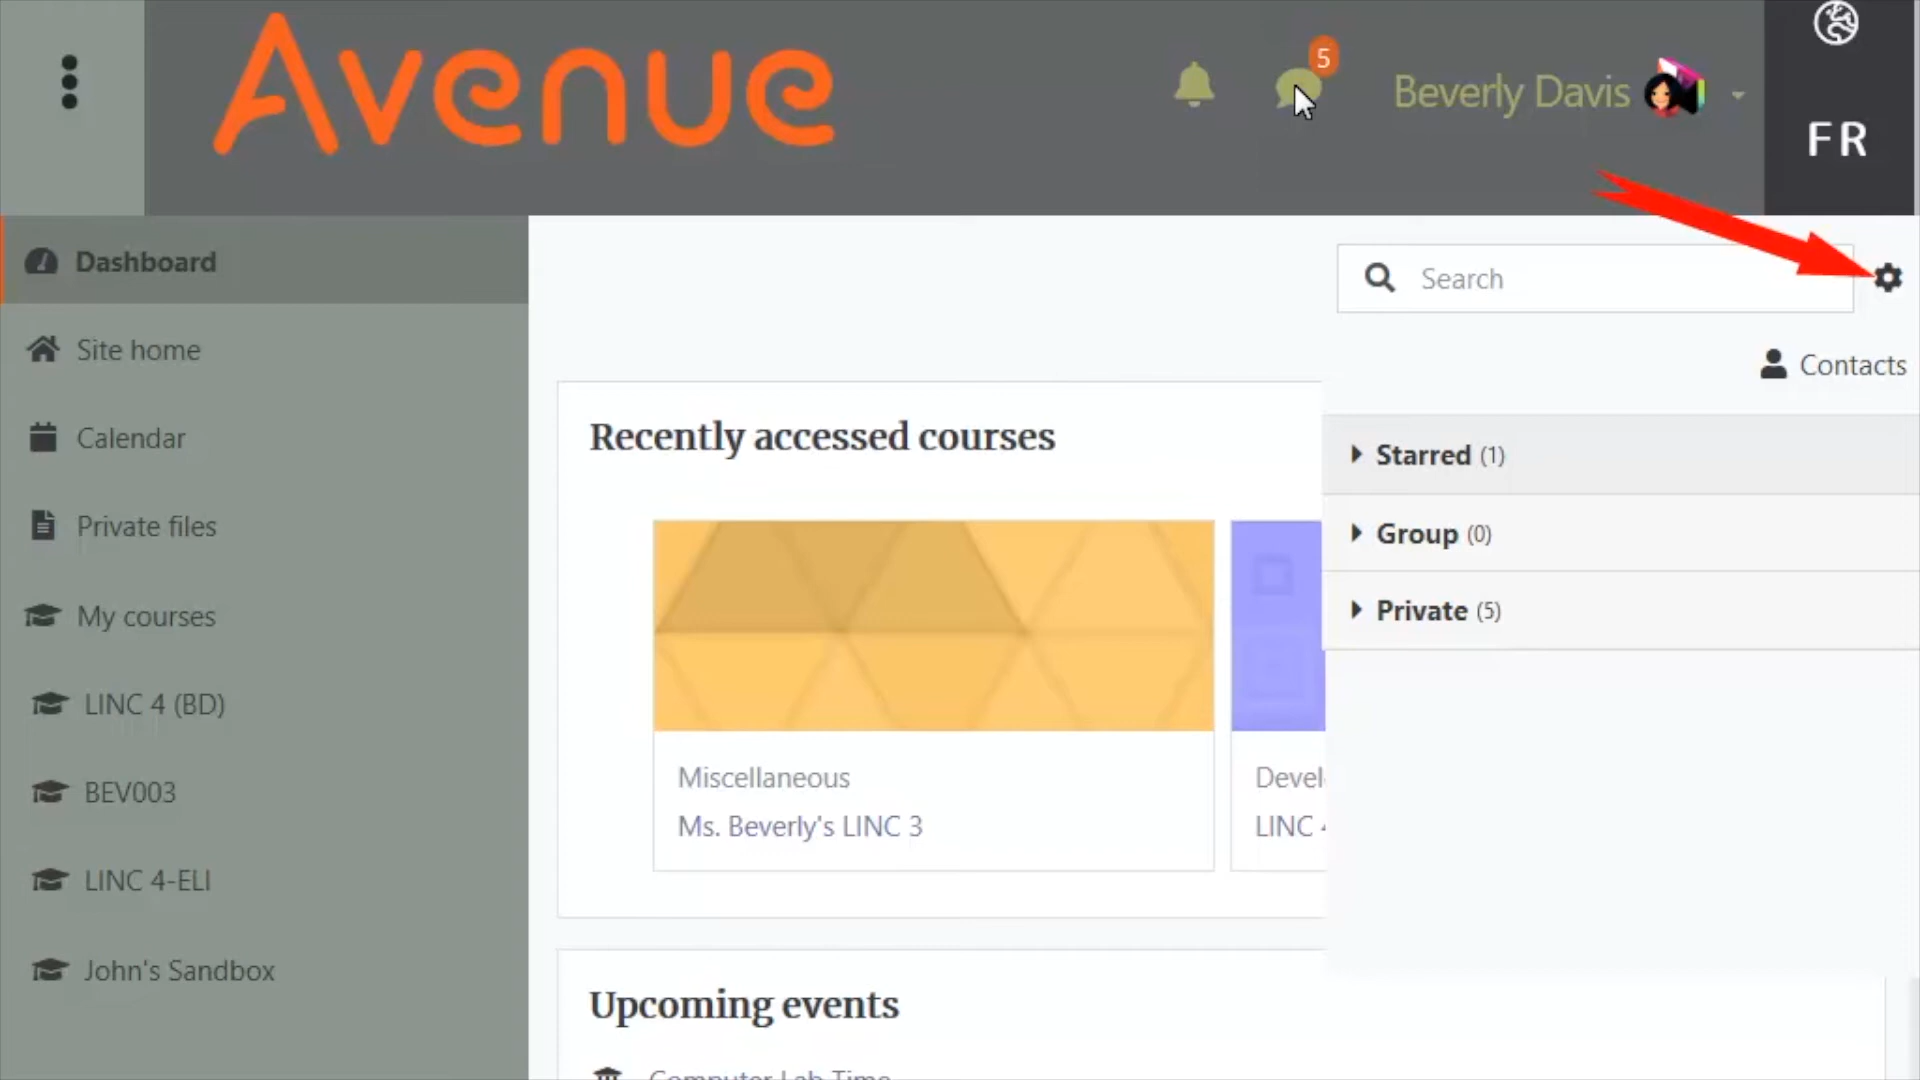 Avenue
5
Beverly Davis
FR
Dashboard
Site home
Calendar
Private files
My courses
LINC 4 (BD)
BEV003
LINC 4-ELI
John's Sandbox
Search
Contacts
Starred (1)
Group (0)
Private (5)
Recently accessed courses
Miscellaneous
Ms. Beverly's LINC 3
Devel
LINC 4
Upcoming events
Computer Lab Time